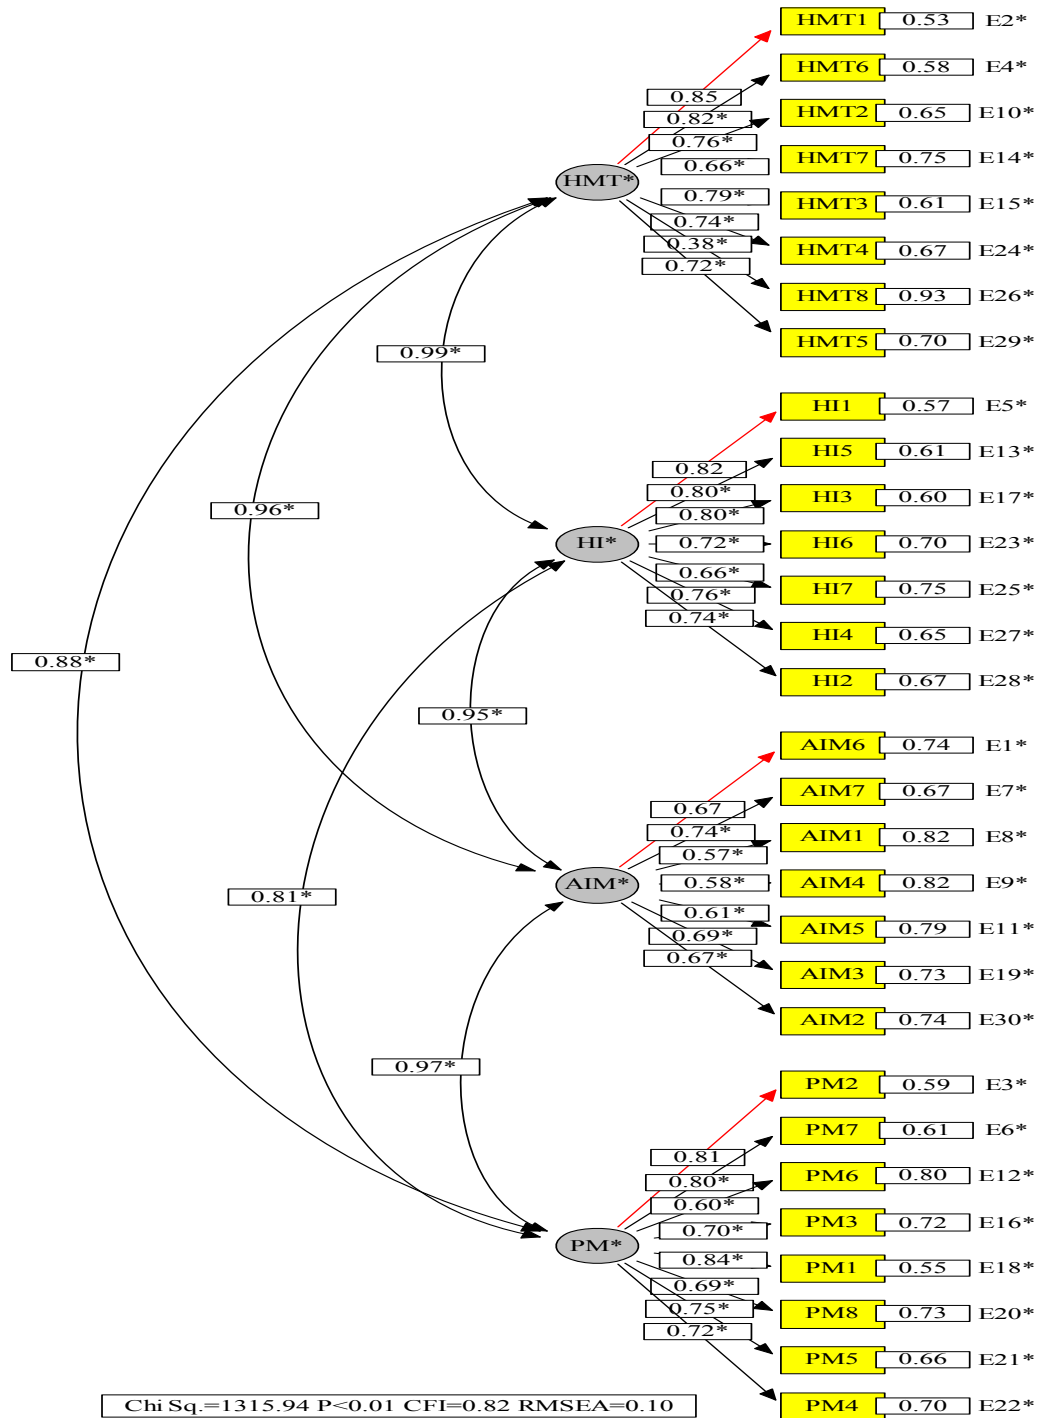 HMT1 0.53 E2*
HMT6 0.58 E4*
0.85
0.82*
HMT2 0.65 E10*
0.76*
HMT7 0.75 E14*
0.66*
HMT*
0.79*
HMT3 0.61 E15*
0.74*
0.38*
HMT4 0.67 E24*
0.72*
HMT8 0.93 E26*
HMT5 0.70 E29*
0.99*
HI1 0.57 E5*
HI5 0.61 E13*
0.82
0.80*
HI3 0.60 E17*
0.96*
0.80*
HI*
0.72*
HI6 0.70 E23*
0.66*
HI7 0.75 E25*
0.76*
0.74*
HI4 0.65 E27*
0.88*
HI2 0.67 E28*
0.95*
AIM6 0.74 E1*
AIM7 0.67 E7*
0.67
0.74*
AIM1 0.82 E8*
0.57*
AIM*
0.58*
AIM4 0.82 E9*
0.81*
0.61*
AIM5 0.79 E11*
0.69*
0.67*
AIM3 0.73 E19*
AIM2 0.74 E30*
0.97*
PM2 0.59 E3*
PM7 0.61 E6*
0.81
0.80*
PM6 0.80 E12*
0.60*
PM3 0.72 E16*
0.70*
PM*
0.84*
PM1 0.55 E18*
0.69*
0.75*
PM8 0.73 E20*
0.72*
PM5 0.66 E21*
PM4 0.70 E22*
Chi Sq.=1315.94 P<0.01 CFI=0.82 RMSEA=0.10